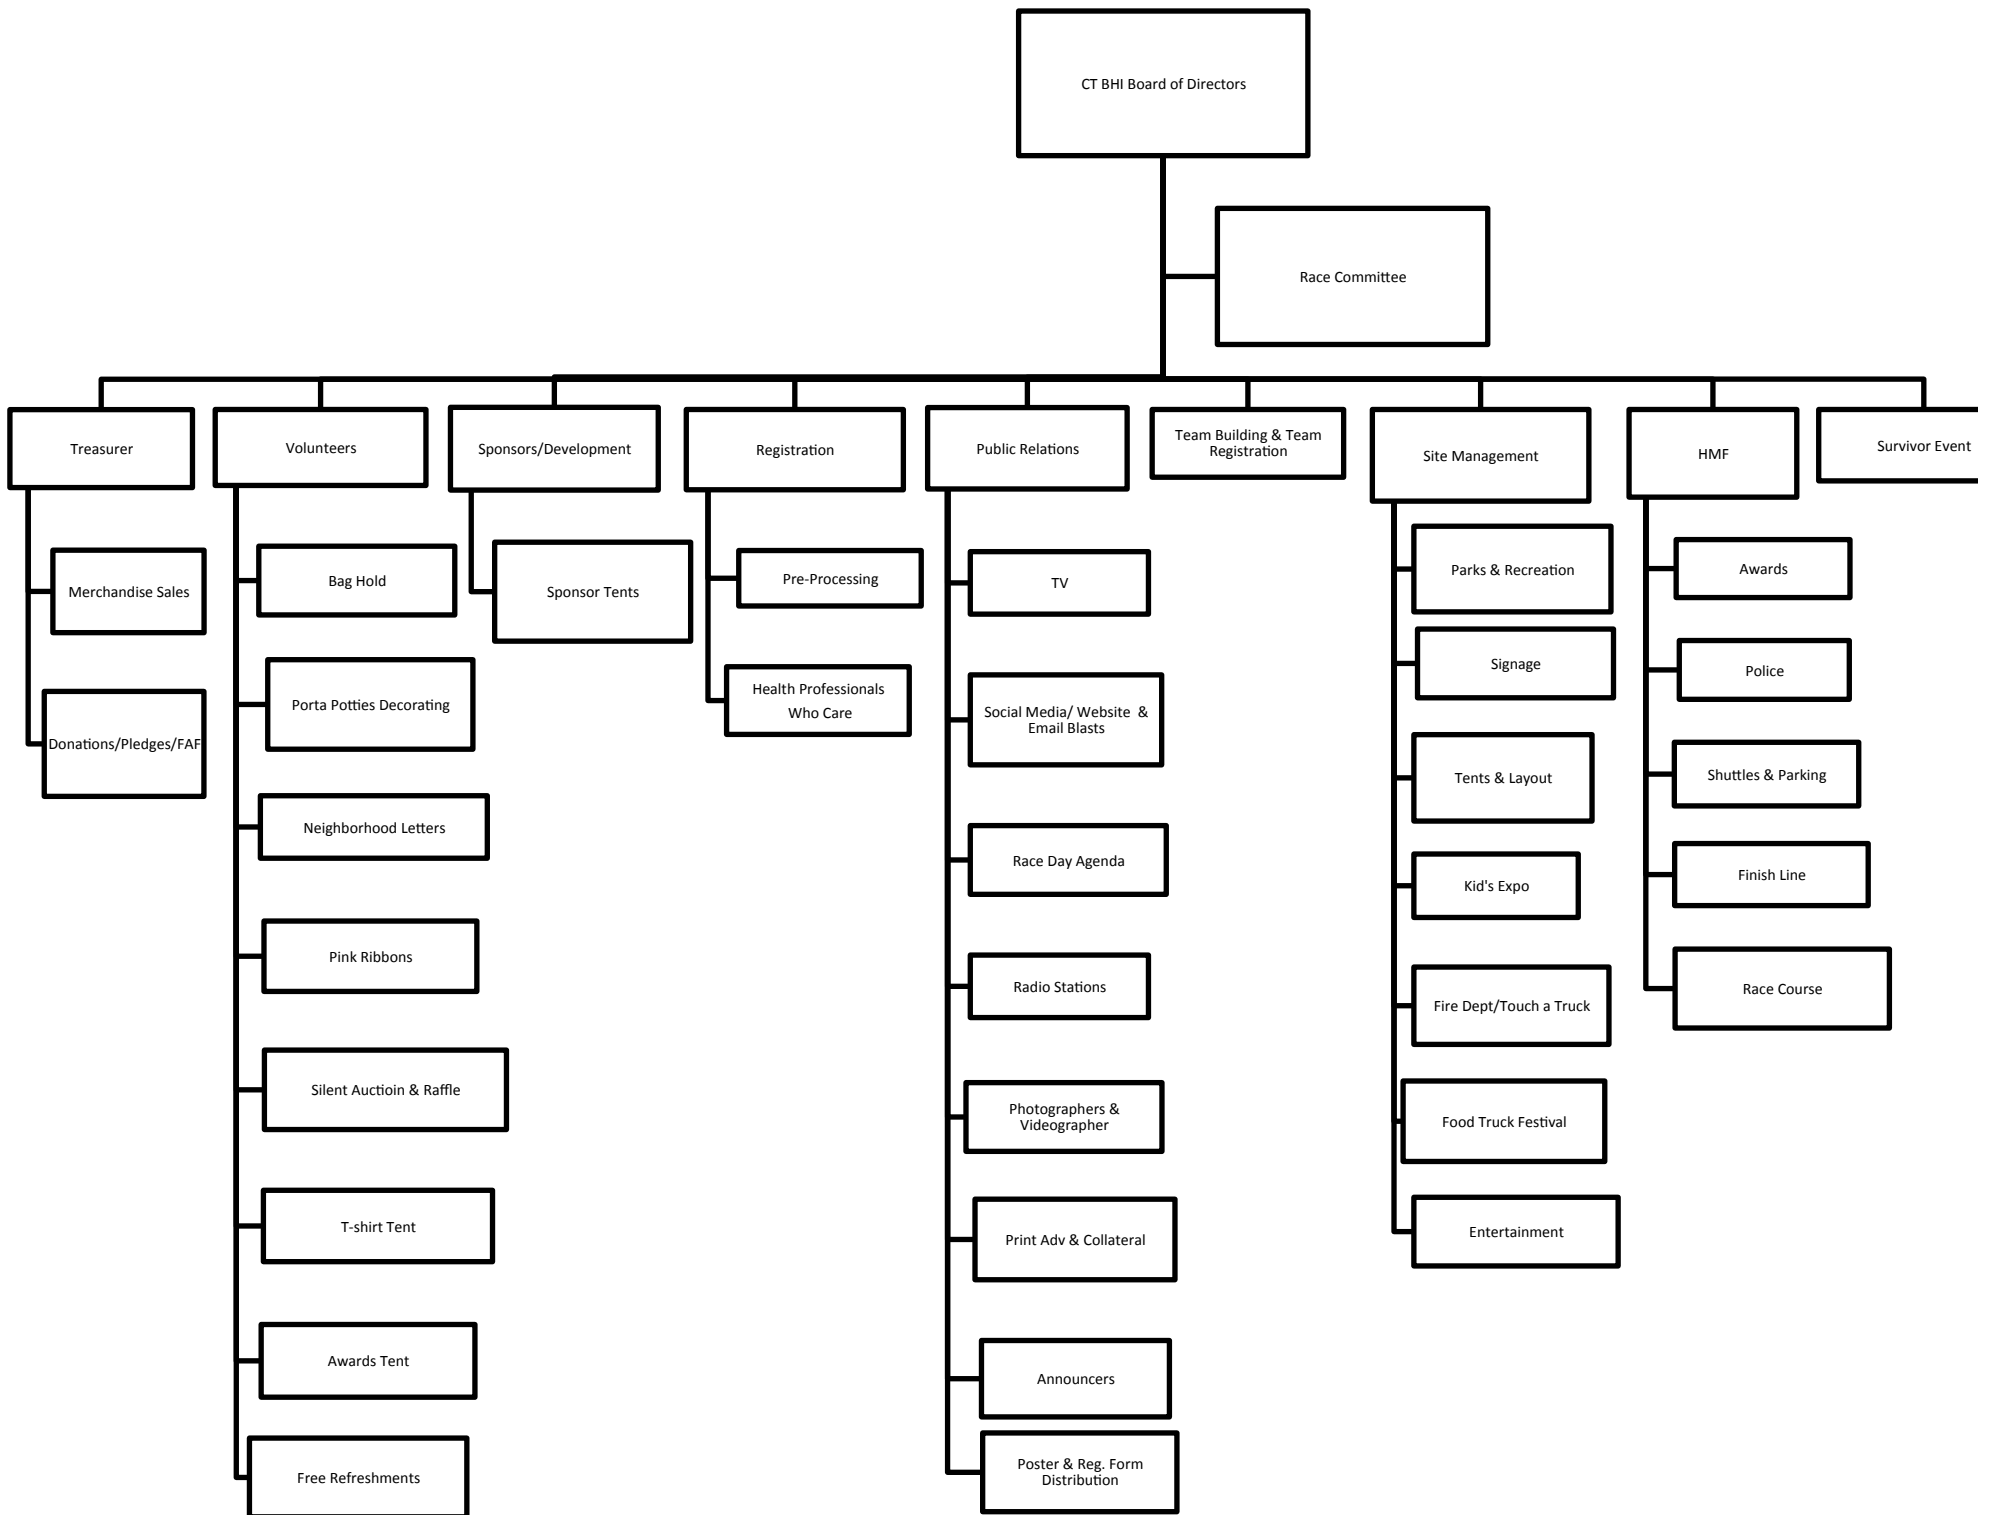 CT BHI Board of Directors
Race Committee
Treasurer
Volunteers
Sponsors/Development
Registration
Public Relations
Team Building & Team
Registration
Site Management
HMF
Survivor Event
Merchandise Sales
Donations/Pledges/FAF
Bag Hold
Porta Potties Decorating
Neighborhood Letters
Pink Ribbons
Silent Auctioin & Raffle
T-shirt Tent
Awards Tent
Free Refreshments
Sponsor Tents
Pre-Processing
Health Professionals
Who Care
TV
Social Media/ Website &
Email Blasts
Race Day Agenda
Radio Stations
Photographers &
Videographer
Print Adv & Collateral
Announcers
Poster & Reg. Form
Distribution
Parks & Recreation
Signage
Tents & Layout
Kid's Expo
Fire Dept/Touch a Truck
Food Truck Festival
Entertainment
Awards
Police
Shuttles & Parking
Finish Line
Race Course